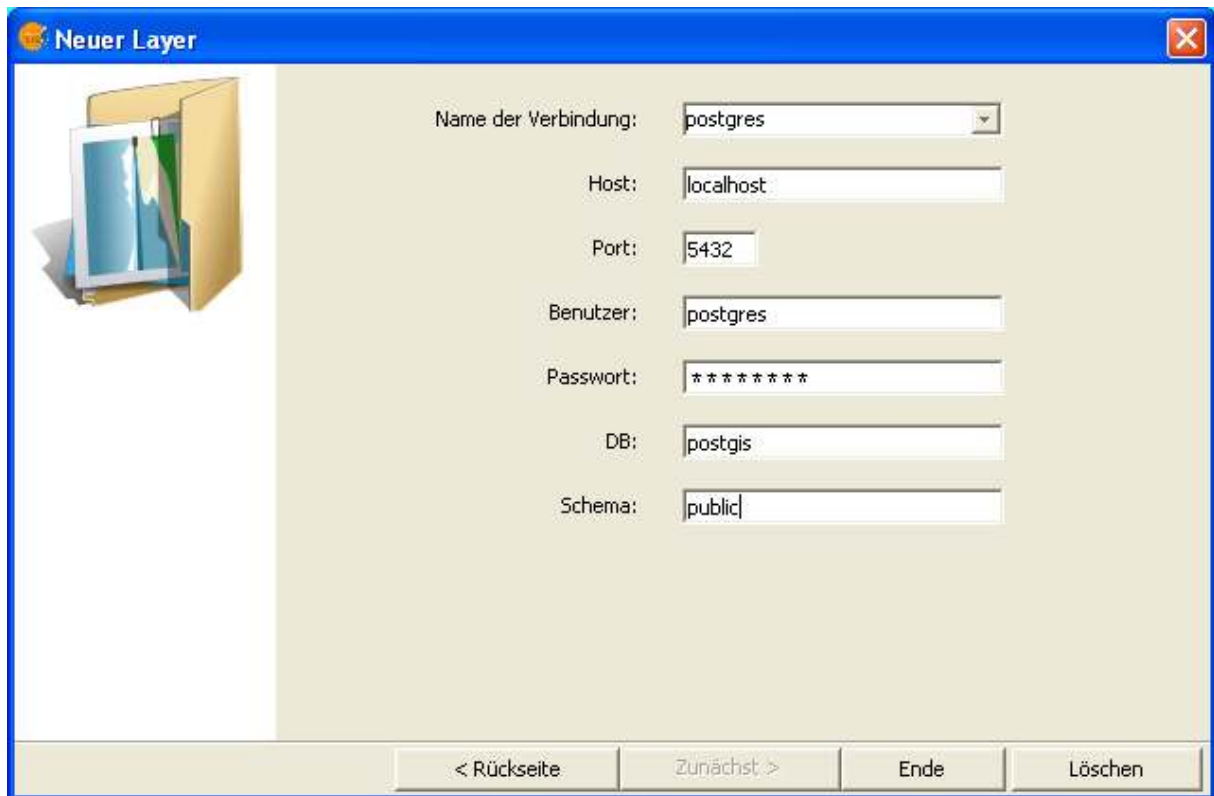 Neuer Layer
Name der Verbindung: postgres
Host: localhost
Port: 5432
Benutzer: postgres
Passwort: ********
DB: postgis
Schema: public
< Rückseite Zunächst > Ende Löschen